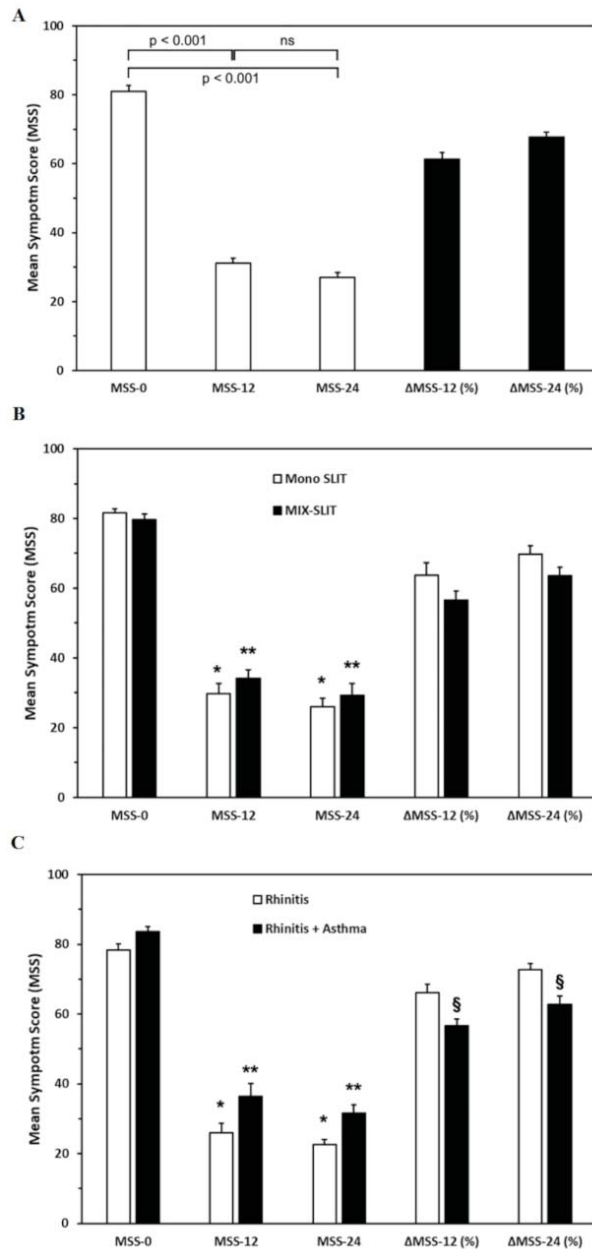 A
Mean Sympotm Score (MSS)
100
80
60
40
20
0
p < 0.001
ns
p < 0.001
MSS-0 MSS-12 MSS-24 ΔMSS-12 (%) ΔMSS-24 (%)
B
Mean Sympotm Score (MSS)
100
80
60
40
20
0
Mono SLIT
MIX-SLIT
* ** * **
MSS-0 MSS-12 MSS-24 ΔMSS-12 (%) ΔMSS-24 (%)
C
Mean Sympotm Score (MSS)
100
80
60
40
20
0
Rhinitis
Rhinitis + Asthma
* ** * ** § §
MSS-0 MSS-12 MSS-24 ΔMSS-12 (%) ΔMSS-24 (%)